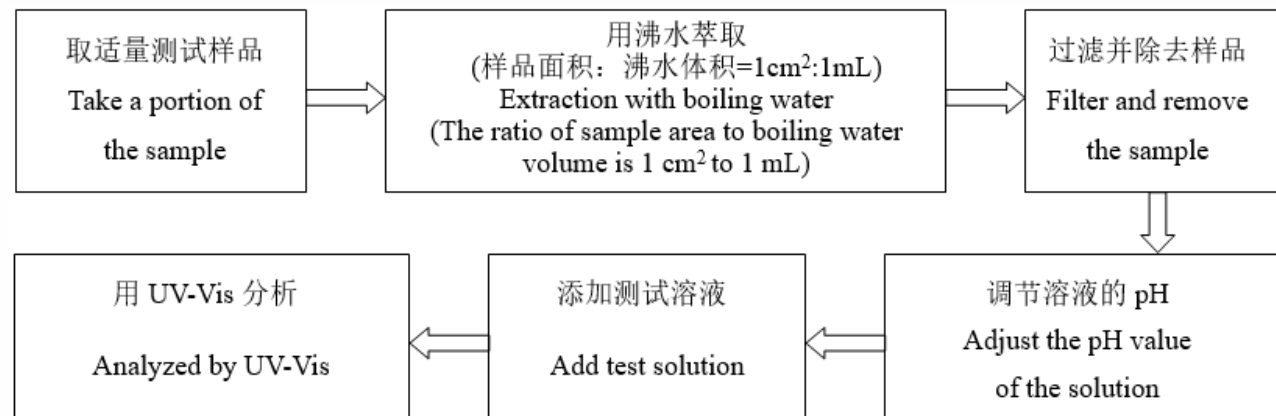 取适量测试样品
Take a portion of
the sample
用沸水萃取
(样品面积：沸水体积=1cm²:1mL)
Extraction with boiling water
(The ratio of sample area to boiling water
volume is 1 cm² to 1 mL)
过滤并除去样品
Filter and remove
the sample
调节溶液的 pH
Adjust the pH value
of the solution
添加测试溶液
Add test solution
用 UV-Vis 分析
Analyzed by UV-Vis